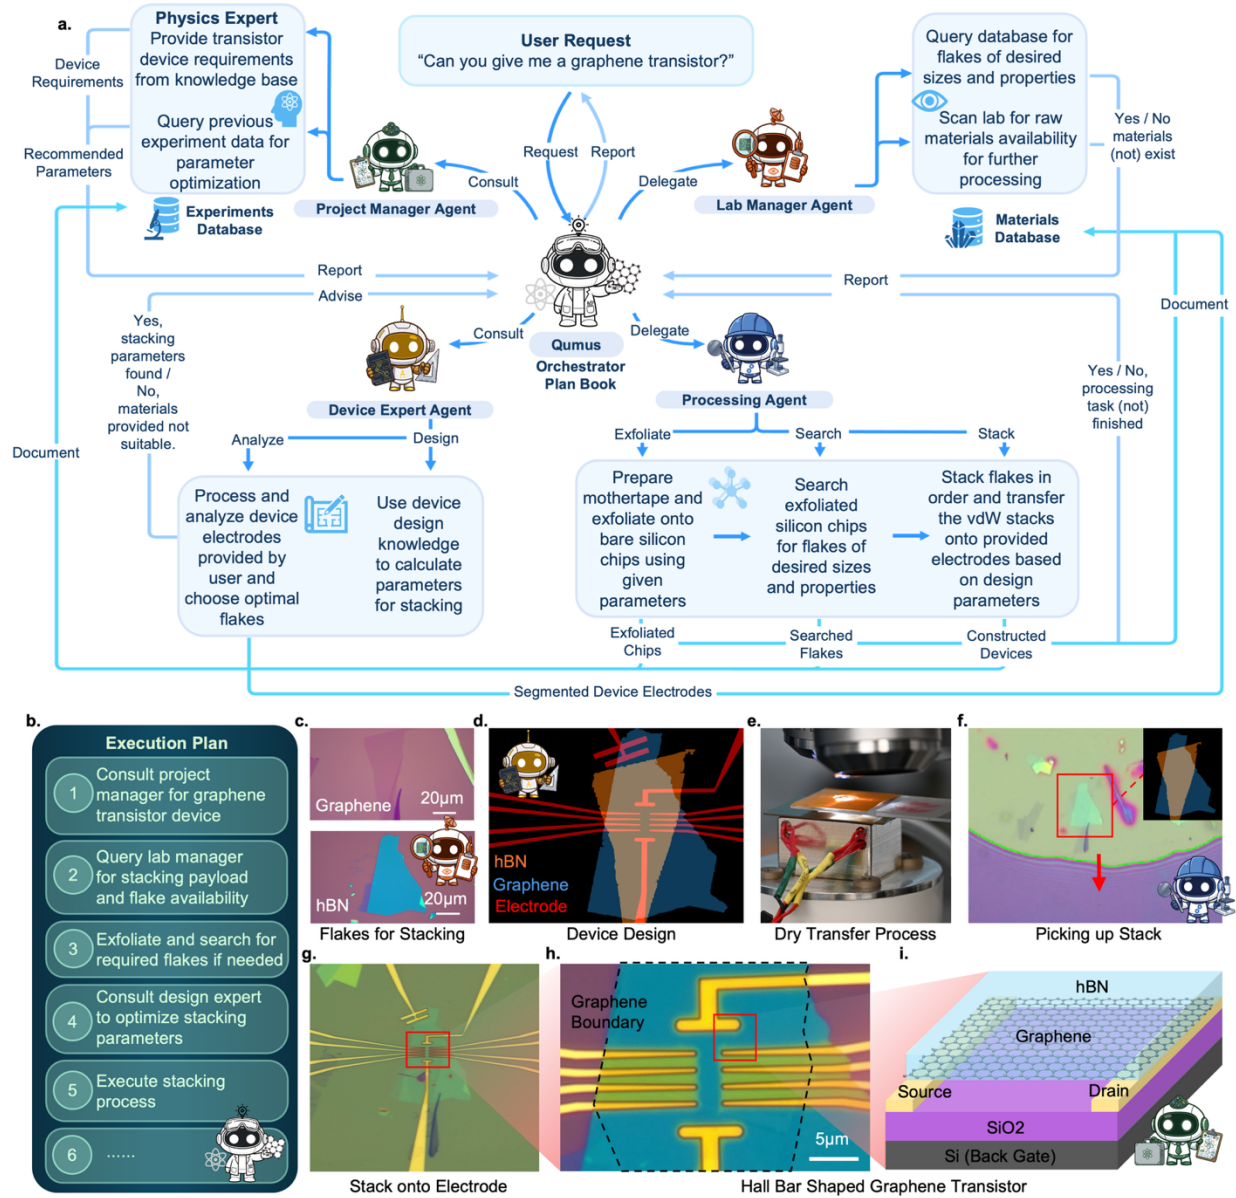 a.
Physics Expert
Provide transistor
device requirements
from knowledge base
Query previous
experiment data for
parameter
optimization
Device
Requirements
Recommended
Parameters
Experiments
Database
User Request
“Can you give me a graphene transistor?”
Request
Report
Consult
Project Manager Agent
Delegate
Lab Manager Agent
Query database for
flakes of desired
sizes and properties
Scan lab for raw
materials availability
for further
processing
Yes / No
materials
(not) exist
Materials
Database
Report
Advise
Report
Document
Yes,
stacking
parameters
found /
No,
materials
provided not
suitable.
Consult
Device Expert Agent
Qumus
Orchestrator
Plan Book
Delegate
Processing Agent
Yes / No,
processing
task (not)
finished
Document
Analyze
Design
Exfoliate
Search
Stack
Process and
analyze device
electrodes
provided by
user and
choose optimal
flakes
Use device
design
knowledge
to calculate
parameters
for stacking
Prepare
mothertape and
exfoliate onto
bare silicon
chips using
given
parameters
Search
exfoliated
silicon chips
for flakes of
desired sizes
and properties
Stack flakes in
order and transfer
the vdW stacks
onto provided
electrodes based
on design
parameters
Exfoliated
Chips
Searched
Flakes
Constructed
Devices
Segmented Device Electrodes
b.
Execution Plan
1
Consult project
manager for graphene
transistor device
2
Query lab manager
for stacking payload
and flake availability
3
Exfoliate and search for
required flakes if needed
4
Consult design expert
to optimize stacking
parameters
5
Execute stacking
process
6
......
c.
Graphene
20μm
hBN
20μm
Flakes for Stacking
d.
hBN
Graphene
Electrode
Device Design
e.
Dry Transfer Process
f.
Picking up Stack
g.
Stack onto Electrode
h.
Graphene
Boundary
5μm
i.
hBN
Graphene
Source
Drain
SiO2
Si (Back Gate)
Hall Bar Shaped Graphene Transistor